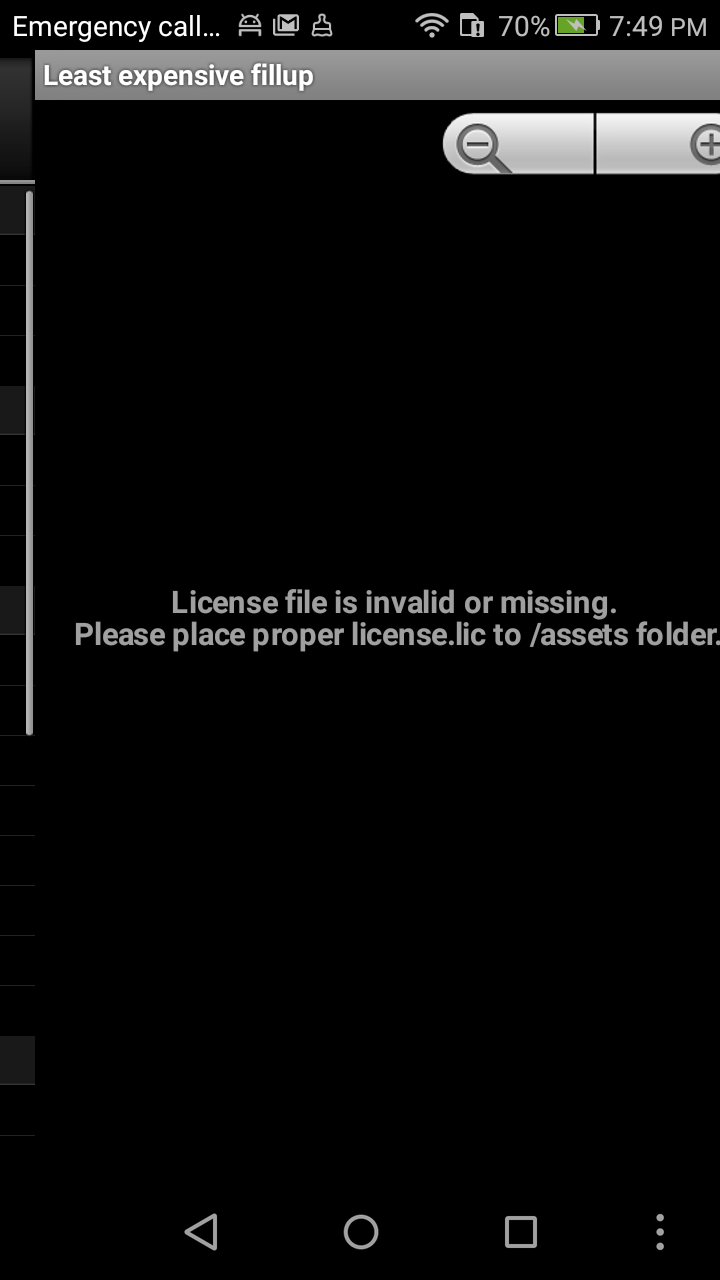 Emergency call...
70%
7:49 PM
Least expensive fillup
License file is invalid or missing.
Please place proper license.lic to /assets folder.